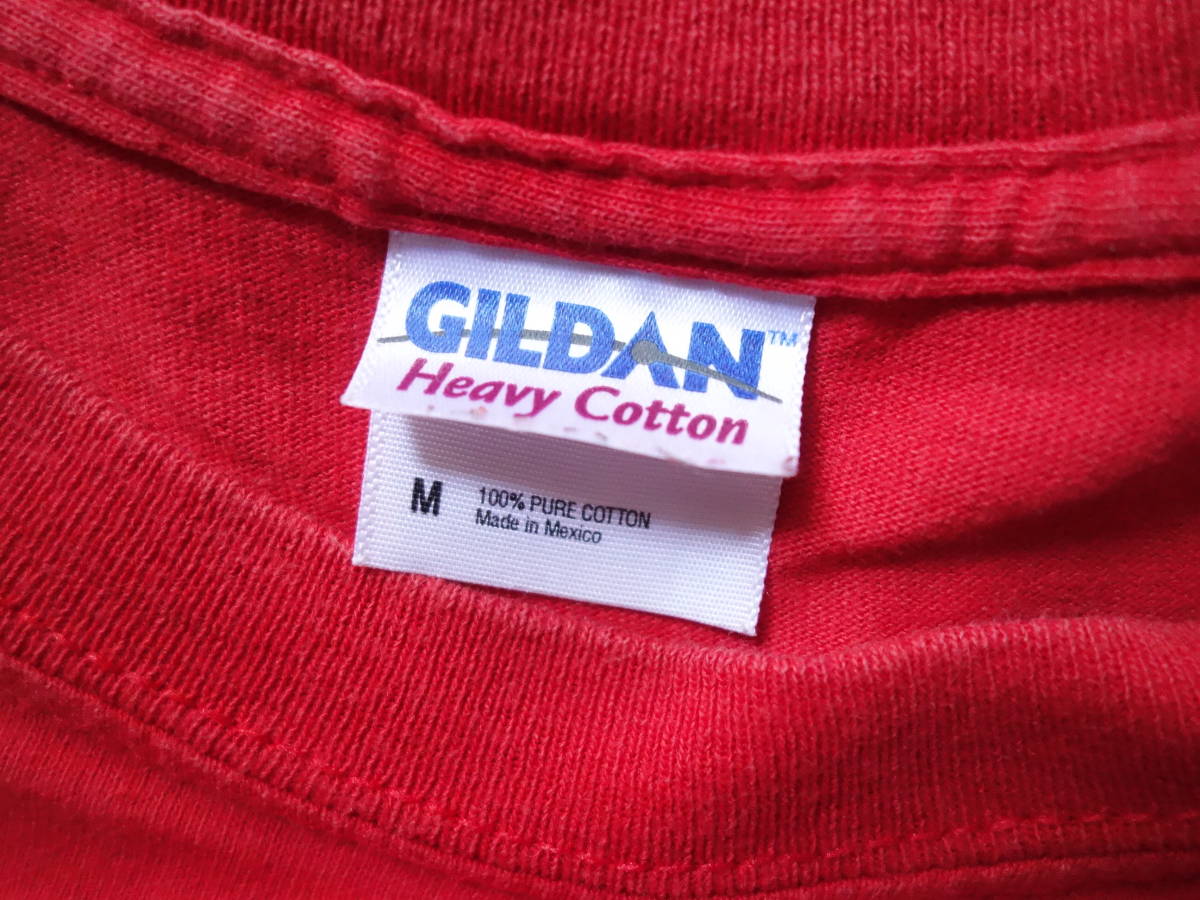 GILDAN™
Heavy Cotton
M 100% PURE COTTON
Made in Mexico